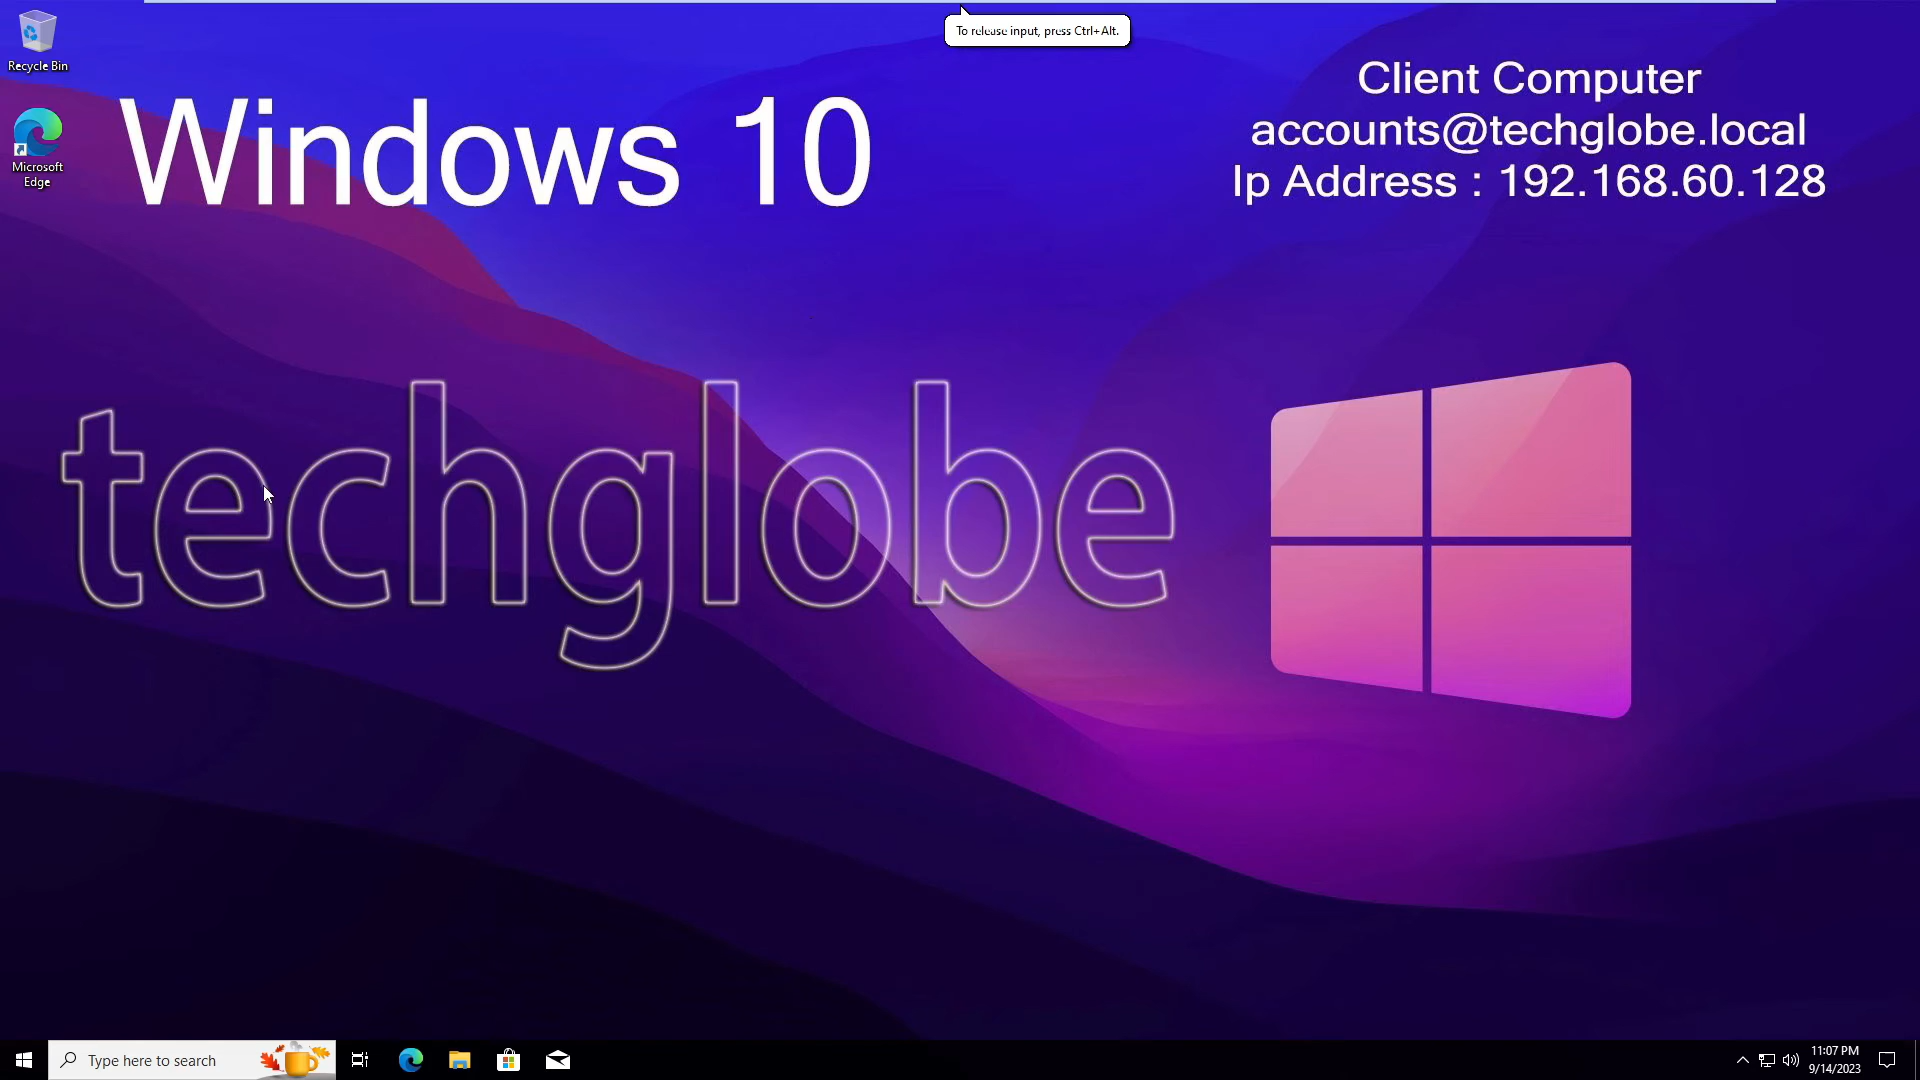 To release input, press Ctrl+Alt.
Recycle Bin
Microsoft
Edge
Windows 10
Client Computer
accounts@techglobe.local
Ip Address : 192.168.60.128
techglobe
Type here to search
11:07 PM
9/14/2023